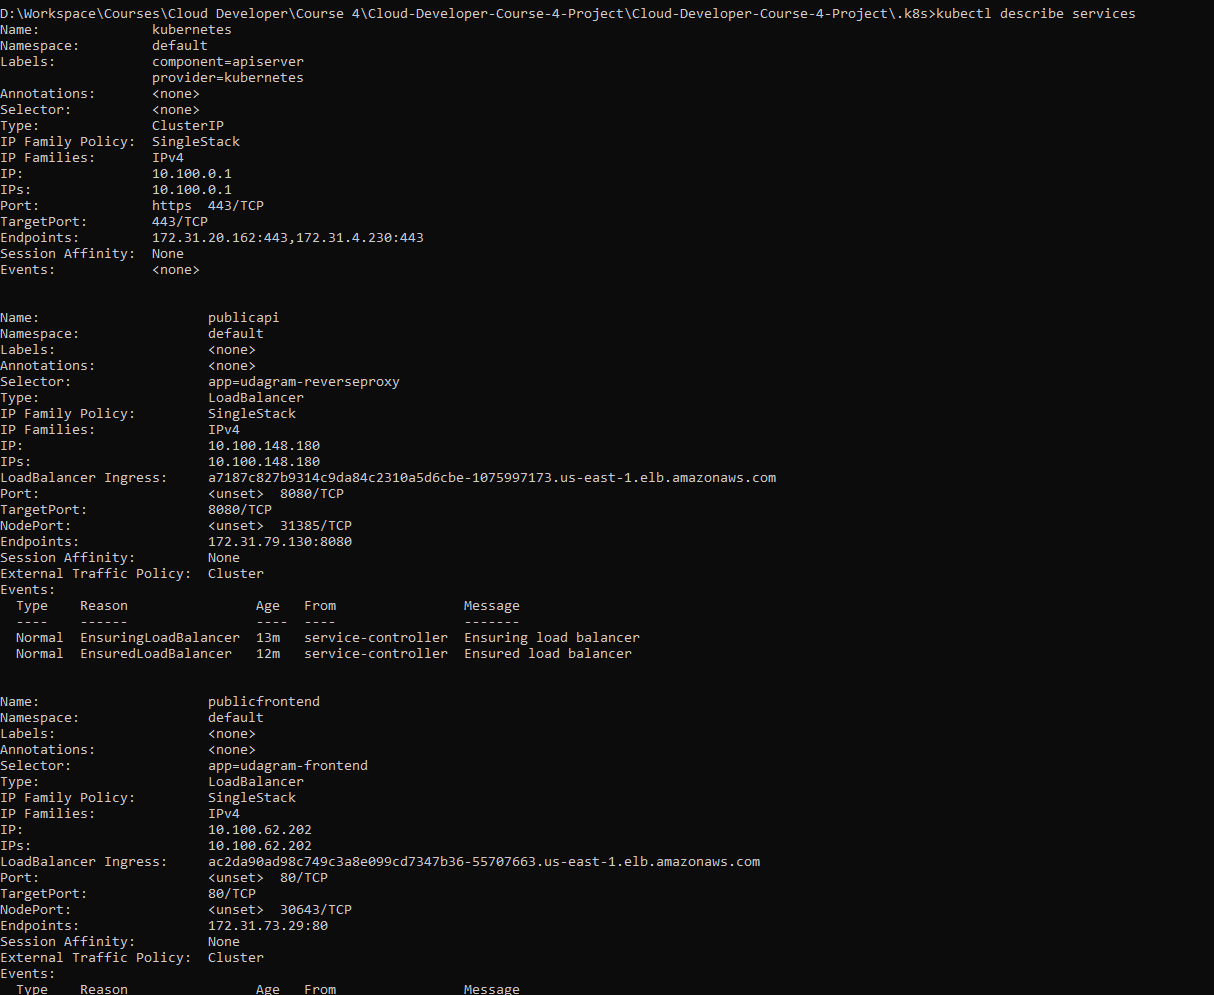 D:\Workspace\Courses\Cloud Developer\Course 4\Cloud-Developer-Course-4-Project\Cloud-Developer-Course-4-Project\.k8s>kubectl describe services
Name:              kubernetes
Namespace:         default
Labels:            component=apiserver
                   provider=kubernetes
Annotations:       <none>
Selector:          <none>
Type:              ClusterIP
IP Family Policy:  SingleStack
IP Families:       IPv4
IP:                10.100.0.1
IPs:               10.100.0.1
Port:              https  443/TCP
TargetPort:        443/TCP
Endpoints:         172.31.20.162:443,172.31.4.230:443
Session Affinity:  None
Events:            <none>


Name:                     publicapi
Namespace:                default
Labels:                   <none>
Annotations:              <none>
Selector:                 app=udagram-reverseproxy
Type:                     LoadBalancer
IP Family Policy:         SingleStack
IP Families:              IPv4
IP:                       10.100.148.180
IPs:                      10.100.148.180
LoadBalancer Ingress:     a7187c827b9314c9da84c2310a5d6cbe-1075997173.us-east-1.elb.amazonaws.com
Port:                     <unset>  8080/TCP
TargetPort:               8080/TCP
NodePort:                 <unset>  31385/TCP
Endpoints:                172.31.79.130:8080
Session Affinity:         None
External Traffic Policy:  Cluster
Events:
  Type    Reason                Age   From                Message
  ----    ------                ----  ----                -------
  Normal  EnsuringLoadBalancer  13m   service-controller  Ensuring load balancer
  Normal  EnsuredLoadBalancer   12m   service-controller  Ensured load balancer


Name:                     publicfrontend
Namespace:                default
Labels:                   <none>
Annotations:              <none>
Selector:                 app=udagram-frontend
Type:                     LoadBalancer
IP Family Policy:         SingleStack
IP Families:              IPv4
IP:                       10.100.62.202
IPs:                      10.100.62.202
LoadBalancer Ingress:     ac2da90ad98c749c3a8e099cd7347b36-55707663.us-east-1.elb.amazonaws.com
Port:                     <unset>  80/TCP
TargetPort:               80/TCP
NodePort:                 <unset>  30643/TCP
Endpoints:                172.31.73.29:80
Session Affinity:         None
External Traffic Policy:  Cluster
Events:
  Type    Reason                Age   From                Message